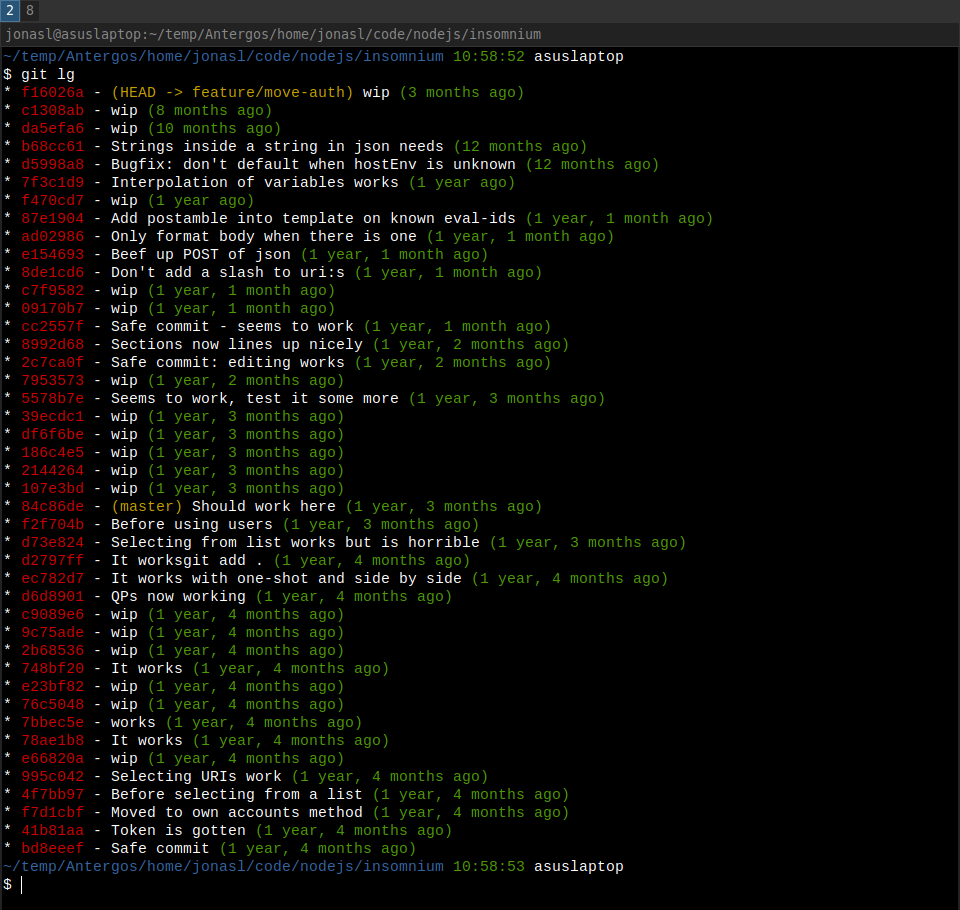 2 8
jonasl@asuslaptop:~/temp/Antergos/home/jonasl/code/nodejs/insomnium
~/temp/Antergos/home/jonasl/code/nodejs/insomnium 10:58:52 asuslaptop
$ git lg
* f16026a - (HEAD -> feature/move-auth) wip (3 months ago)
* c1308ab - wip (8 months ago)
* da5efa6 - wip (10 months ago)
* b68cc61 - Strings inside a string in json needs (12 months ago)
* d5998a8 - Bugfix: don't default when hostEnv is unknown (12 months ago)
* 7f3c1d9 - Interpolation of variables works (1 year ago)
* f470cd7 - wip (1 year ago)
* 87e1904 - Add postamble into template on known eval-ids (1 year, 1 month ago)
* ad02986 - Only format body when there is one (1 year, 1 month ago)
* e154693 - Beef up POST of json (1 year, 1 month ago)
* 8de1cd6 - Don't add a slash to uri:s (1 year, 1 month ago)
* c7f9582 - wip (1 year, 1 month ago)
* 09170b7 - wip (1 year, 1 month ago)
* cc2557f - Safe commit - seems to work (1 year, 1 month ago)
* 8992d68 - Sections now lines up nicely (1 year, 2 months ago)
* 2c7ca0f - Safe commit: editing works (1 year, 2 months ago)
* 7953573 - wip (1 year, 2 months ago)
* 5578b7e - Seems to work, test it some more (1 year, 3 months ago)
* 39ecdc1 - wip (1 year, 3 months ago)
* df6f6be - wip (1 year, 3 months ago)
* 186c4e5 - wip (1 year, 3 months ago)
* 2144264 - wip (1 year, 3 months ago)
* 107e3bd - wip (1 year, 3 months ago)
* 84c86de - (master) Should work here (1 year, 3 months ago)
* f2f704b - Before using users (1 year, 3 months ago)
* d73e824 - Selecting from list works but is horrible (1 year, 3 months ago)
* d2797ff - It worksgit add . (1 year, 4 months ago)
* ec782d7 - It works with one-shot and side by side (1 year, 4 months ago)
* d6d8901 - QPs now working (1 year, 4 months ago)
* c9089e6 - wip (1 year, 4 months ago)
* 9c75ade - wip (1 year, 4 months ago)
* 2b68536 - wip (1 year, 4 months ago)
* 748bf20 - It works (1 year, 4 months ago)
* e23bf82 - wip (1 year, 4 months ago)
* 76c5048 - wip (1 year, 4 months ago)
* 7bbec5e - works (1 year, 4 months ago)
* 78ae1b8 - It works (1 year, 4 months ago)
* e66820a - wip (1 year, 4 months ago)
* 995c042 - Selecting URIs work (1 year, 4 months ago)
* 4f7bb97 - Before selecting from a list (1 year, 4 months ago)
* f7d1cbf - Moved to own accounts method (1 year, 4 months ago)
* 41b81aa - Token is gotten (1 year, 4 months ago)
* bd8eeef - Safe commit (1 year, 4 months ago)
~/temp/Antergos/home/jonasl/code/nodejs/insomnium 10:58:53 asuslaptop
$